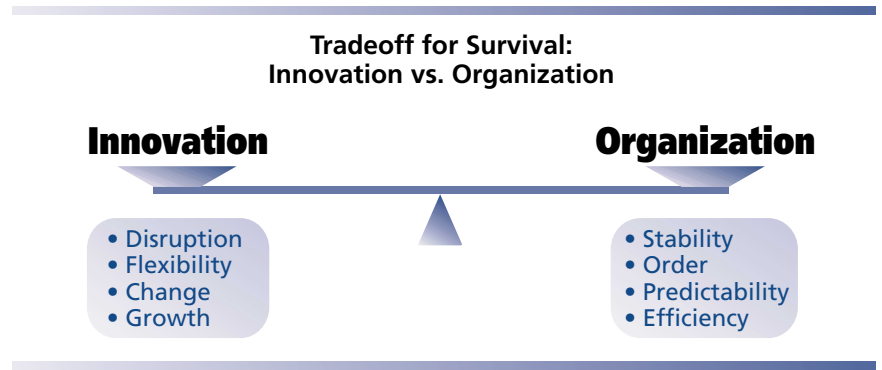 Tradeoff for Survival:
Innovation vs. Organization
Innovation
Organization
• Disruption
• Flexibility
• Change
• Growth
• Stability
• Order
• Predictability
• Efficiency